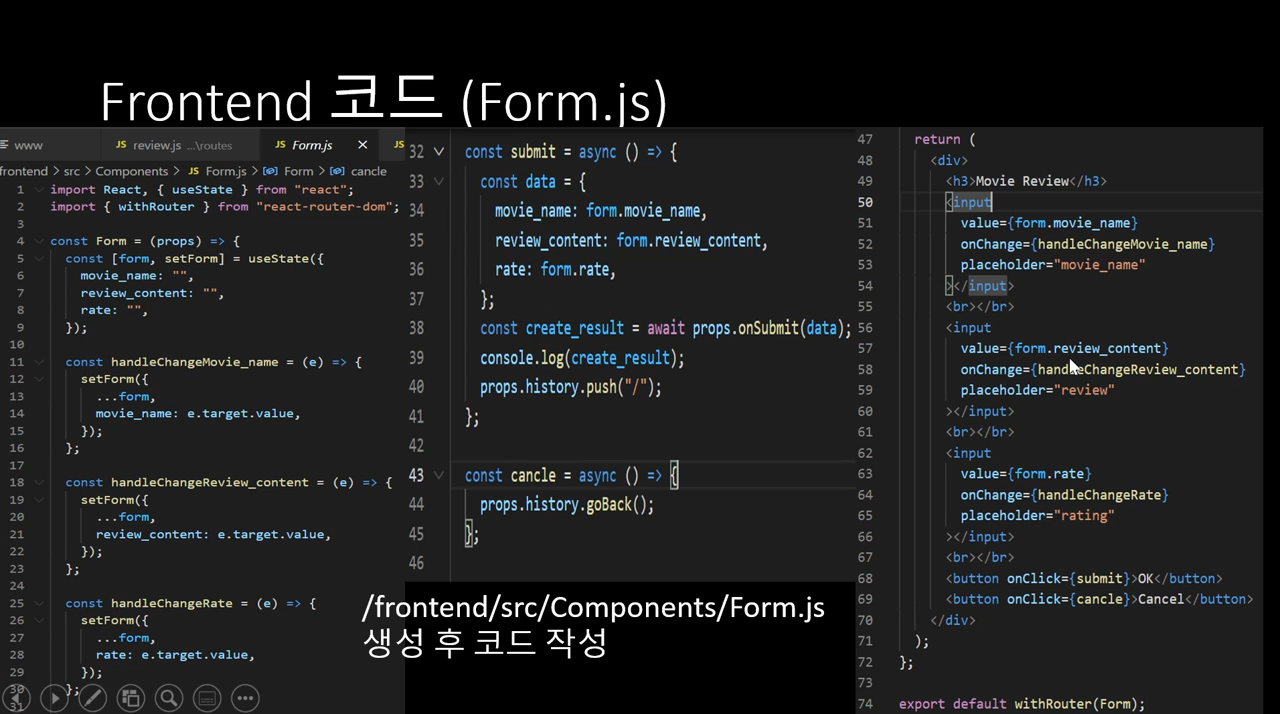 Frontend 코드 (Form.js)
www
JS review.js ...\routes
JS Form.js ✕
JS
frontend > src > Components > JS Form.js > Form > cancle
1 import React, { useState } from "react";
2 import { withRouter } from "react-router-dom";
3
4 const Form = (props) => {
5 const [form, setForm] = useState({
6 movie_name: "",
7 review_content: "",
8 rate: "",
9 });
10
11 const handleChangeMovie_name = (e) => {
12 setForm({
13 ...form,
14 movie_name: e.target.value,
15 });
16 };
17
18 const handleChangeReview_content = (e) => {
19 setForm({
20 ...form,
21 review_content: e.target.value,
22 });
23 };
24
25 const handleChangeRate = (e) => {
26 setForm({
27 ...form,
28 rate: e.target.value,
29 });
30 };
31
32 const submit = async () => {
33 const data = {
34 movie_name: form.movie_name,
35 review_content: form.review_content,
36 rate: form.rate,
37 };
38 const create_result = await props.onSubmit(data);
39 console.log(create_result);
40 props.history.push("/");
41 };
42
43 const cancle = async () => {
44 props.history.goBack();
45 };
46
47 return (
48 <div>
49 <h3>Movie Review</h3>
50 <input
51 value={form.movie_name}
52 onChange={handleChangeMovie_name}
53 placeholder="movie_name"
54 ></input>
55 <br></br>
56 <input
57 value={form.review_content}
58 onChange={handleChangeReview_content}
59 placeholder="review"
60 ></input>
61 <br></br>
62 <input
63 value={form.rate}
64 onChange={handleChangeRate}
65 placeholder="rating"
66 ></input>
67 <br></br>
68 <button onClick={submit}>OK</button>
69 <button onClick={cancle}>Cancel</button>
70 </div>
71 );
72 };
73
74 export default withRouter(Form);
/frontend/src/Components/Form.js
생성 후 코드 작성